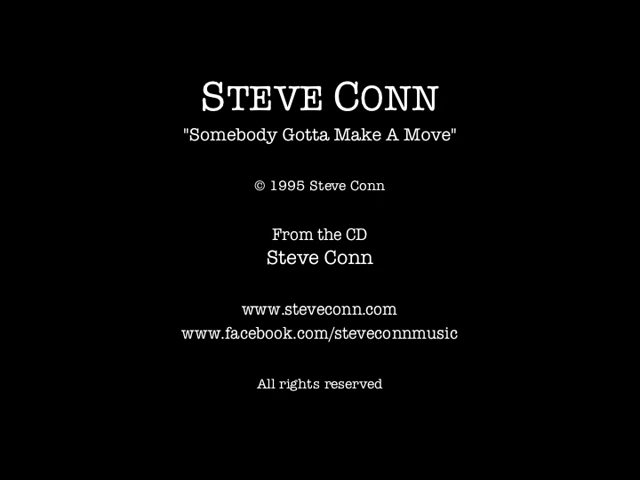 STEVE CONN
"Somebody Gotta Make A Move"
© 1995 Steve Conn
From the CD
Steve Conn
www.steveconn.com
www.facebook.com/steveconnmusic
All rights reserved